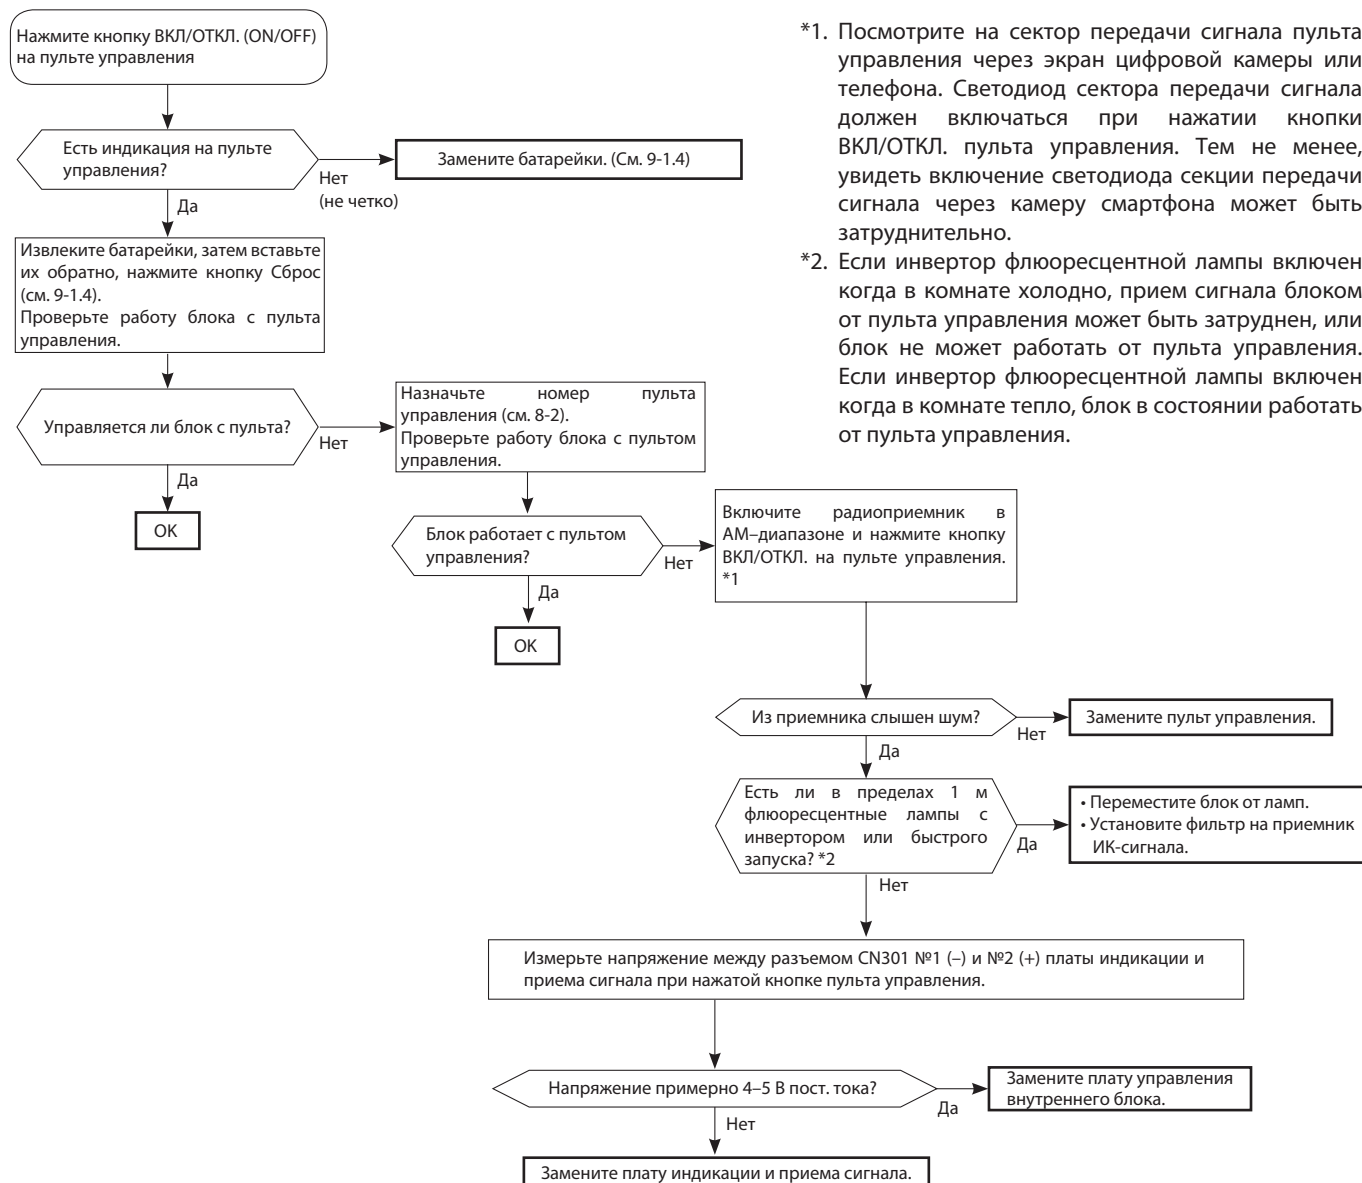 Нажмите кнопку ВКЛ/ОТКЛ. (ON/OFF)
на пульте управления
Есть индикация на пульте
управления?
Нет
(не четко)
Замените батарейки. (См. 9-1.4)
Да
Извлеките батарейки, затем вставьте
их обратно, нажмите кнопку Сброс
(см. 9-1.4).
Проверьте работу блока с пульта
управления.
Управляется ли блок с пульта?
Нет
Да
OK
Назначьте номер пульта
управления (см. 8-2).
Проверьте работу блока с пультом
управления.
Блок работает с пультом
управления?
Нет
Да
OK
Включите радиоприемник в
АМ–диапазоне и нажмите кнопку
ВКЛ/ОТКЛ. на пульте управления.
*1
Из приемника слышен шум?
Нет
Замените пульт управления.
Да
Есть ли в пределах 1 м
флюоресцентные лампы с
инвертором или быстрого
запуска? *2
Да
• Переместите блок от ламп.
• Установите фильтр на приемник
ИК-сигнала.
Нет
Измерьте напряжение между разъемом CN301 №1 (–) и №2 (+) платы индикации и
приема сигнала при нажатой кнопке пульта управления.
Напряжение примерно 4–5 В пост. тока?
Да
Замените плату управления
внутреннего блока.
Нет
Замените плату индикации и приема сигнала.
*1. Посмотрите на сектор передачи сигнала пульта
управления через экран цифровой камеры или
телефона. Светодиод сектора передачи сигнала
должен включаться при нажатии кнопки
ВКЛ/ОТКЛ. пульта управления. Тем не менее,
увидеть включение светодиода секции передачи
сигнала через камеру смартфона может быть
затруднительно.
*2. Если инвертор флюоресцентной лампы включен
когда в комнате холодно, прием сигнала блоком
от пульта управления может быть затруднен, или
блок не может работать от пульта управления.
Если инвертор флюоресцентной лампы включен
когда в комнате тепло, блок в состоянии работать
от пульта управления.